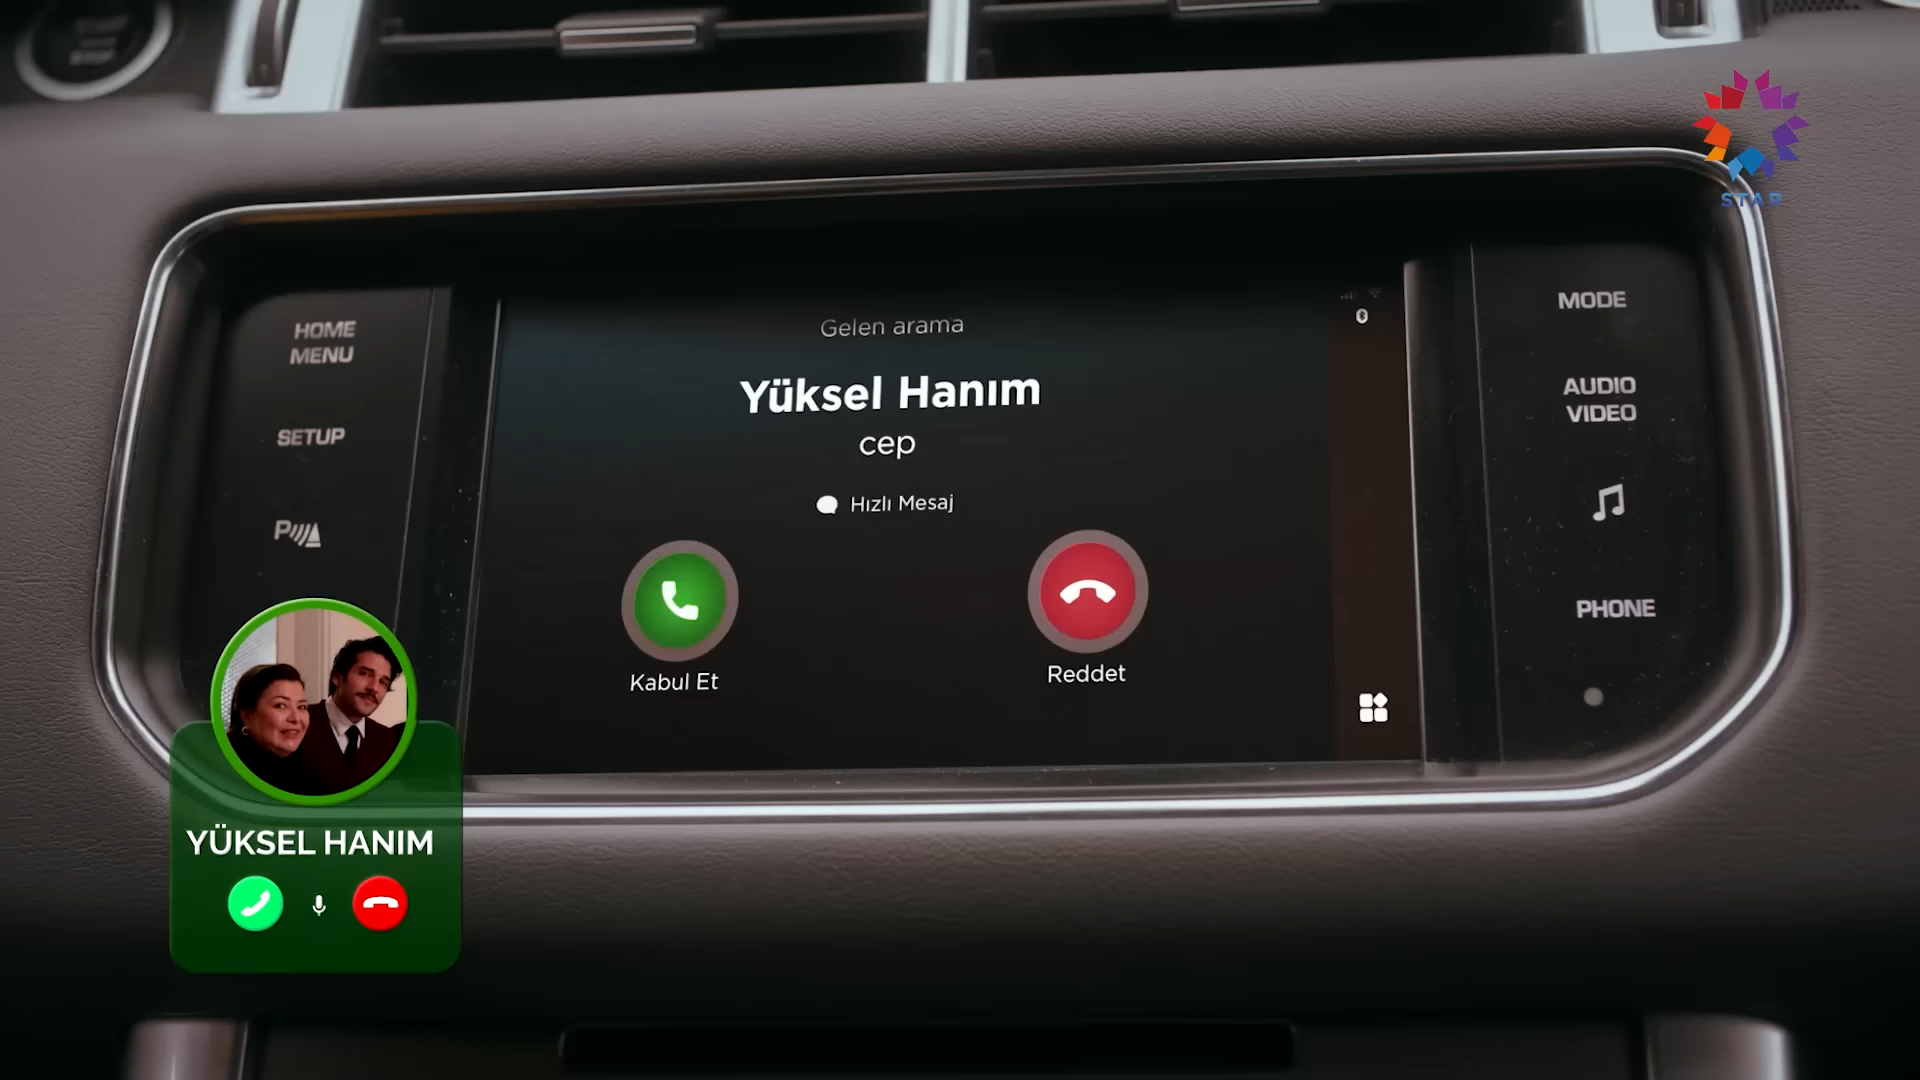 STAR
HOME
MENU
SETUP
P
Gelen arama
Yüksel Hanım
cep
Hızlı Mesaj
Kabul Et
Reddet
MODE
AUDIO
VIDEO
PHONE
YÜKSEL HANIM